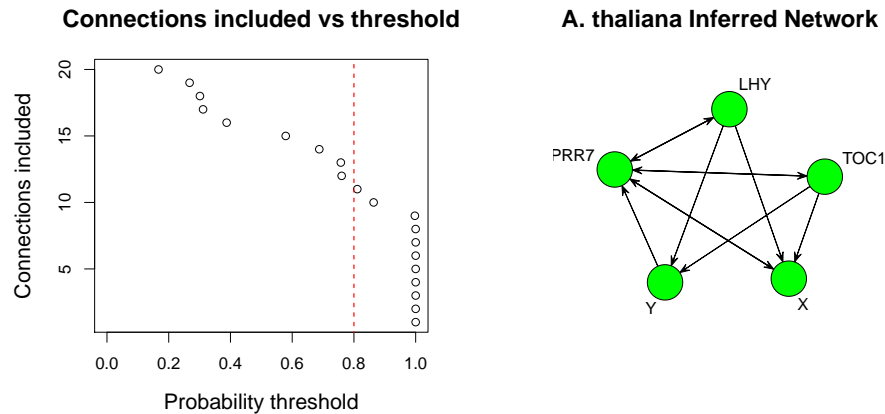 Connections included vs threshold
Connections included
20
15
10
5
0.0 0.2 0.4 0.6 0.8 1.0
Probability threshold
A. thaliana Inferred Network
LHY
PRR7
TOC1
Y
X